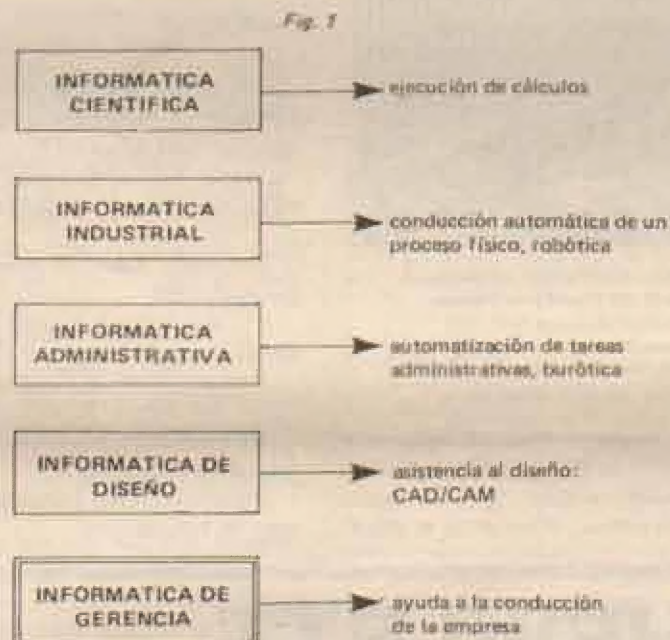 Fig. 1
INFORMATICA
CIENTIFICA
ejecución de cálculos
INFORMATICA
INDUSTRIAL
conducción automática de un
proceso físico, robótica
INFORMATICA
ADMINISTRATIVA
automatización de tareas
administrativas, burótica
INFORMATICA DE
DISEÑO
asistencia al diseño:
CAD/CAM
INFORMATICA DE
GERENCIA
ayuda a la conducción
de la empresa